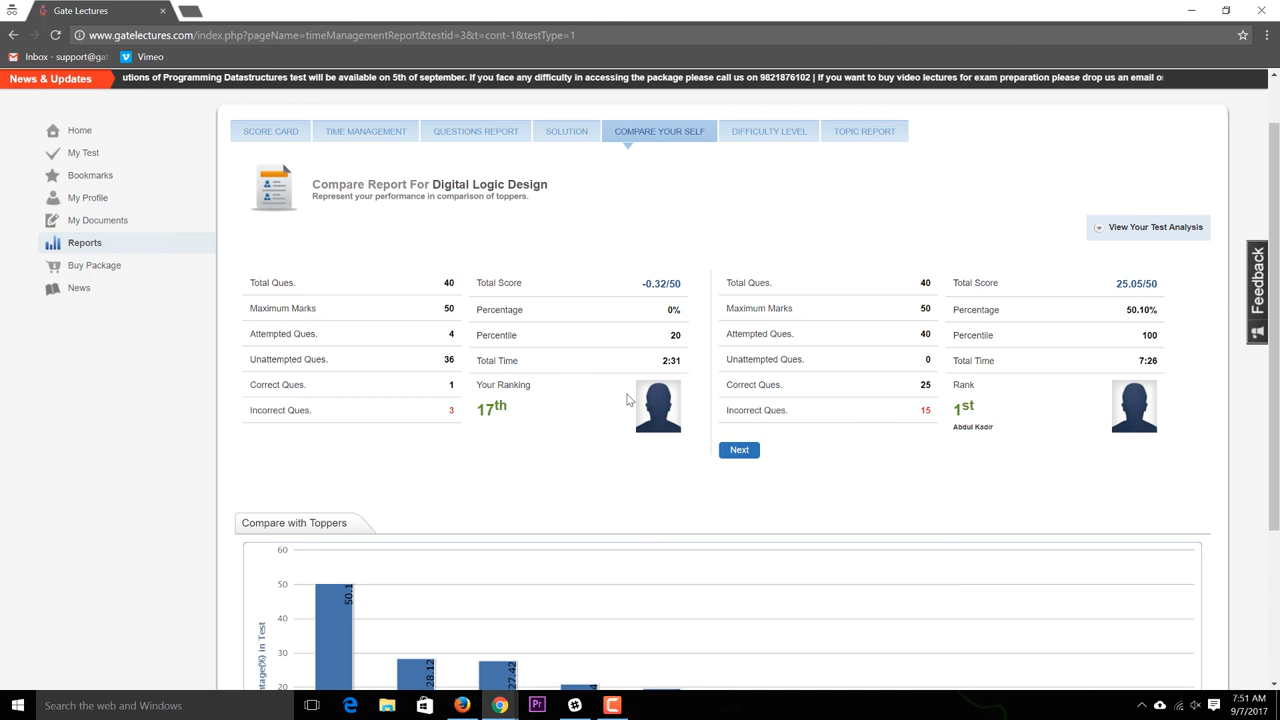 Gate Lectures
www.gatelectures.com/index.php?pageName=timeManagementReport&testid=3&t=cont-1&testType=1
Inbox - support@gat
Vimeo
News & Updates
utions of Programming Datastructures test will be available on 5th of september. If you face any difficulty in accessing the package please call us on 9821876102 | If you want to buy video lectures for exam preparation please drop us an email o
Home
My Test
Bookmarks
My Profile
My Documents
Reports
Buy Package
News
SCORE CARD TIME MANAGEMENT QUESTIONS REPORT SOLUTION COMPARE YOUR SELF DIFFICULTY LEVEL TOPIC REPORT
Compare Report For Digital Logic Design
Represent your performance in comparison of toppers.
View Your Test Analysis
Total Ques. 40 Total Score -0.32/50
Maximum Marks 50 Percentage 0%
Attempted Ques. 4 Percentile 20
Unattempted Ques. 36 Total Time 2:31
Correct Ques. 1 Your Ranking
Incorrect Ques. 3 17th
Total Ques. 40 Total Score 25.05/50
Maximum Marks 50 Percentage 50.10%
Attempted Ques. 40 Percentile 100
Unattempted Ques. 0 Total Time 7:26
Correct Ques. 25 Rank
Incorrect Ques. 15 1st
Abdul Kadir
Next
Feedback
Compare with Toppers
60
50
40
30
20
ntage(%) in Test
50.1
28.12
27.42
Search the web and Windows
7:51 AM
9/7/2017